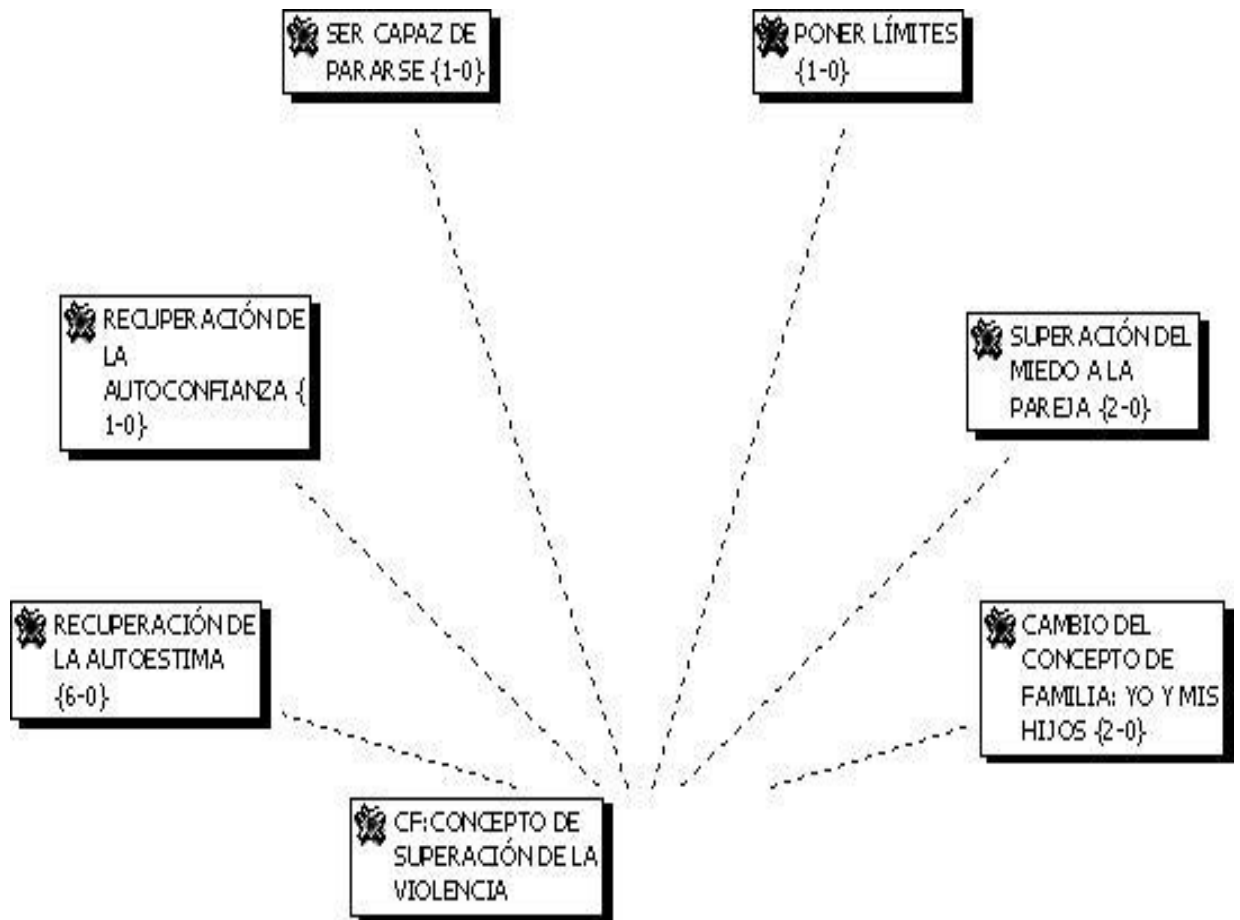 SER CAPAZ DE
PARARSE {1-0}
PONER LÍMITES
{1-0}
RECUPERACIÓN DE
LA
AUTOCONFIANZA {
1-0}
SUPERACIÓN DEL
MIEDO A LA
PAREJA {2-0}
RECUPERACIÓN DE
LA AUTOESTIMA
{6-0}
CAMBIO DEL
CONCEPTO DE
FAMILIA: YO Y MIS
HIJOS {2-0}
CF:CONCEPTO DE
SUPERACIÓN DE LA
VIOLENCIA